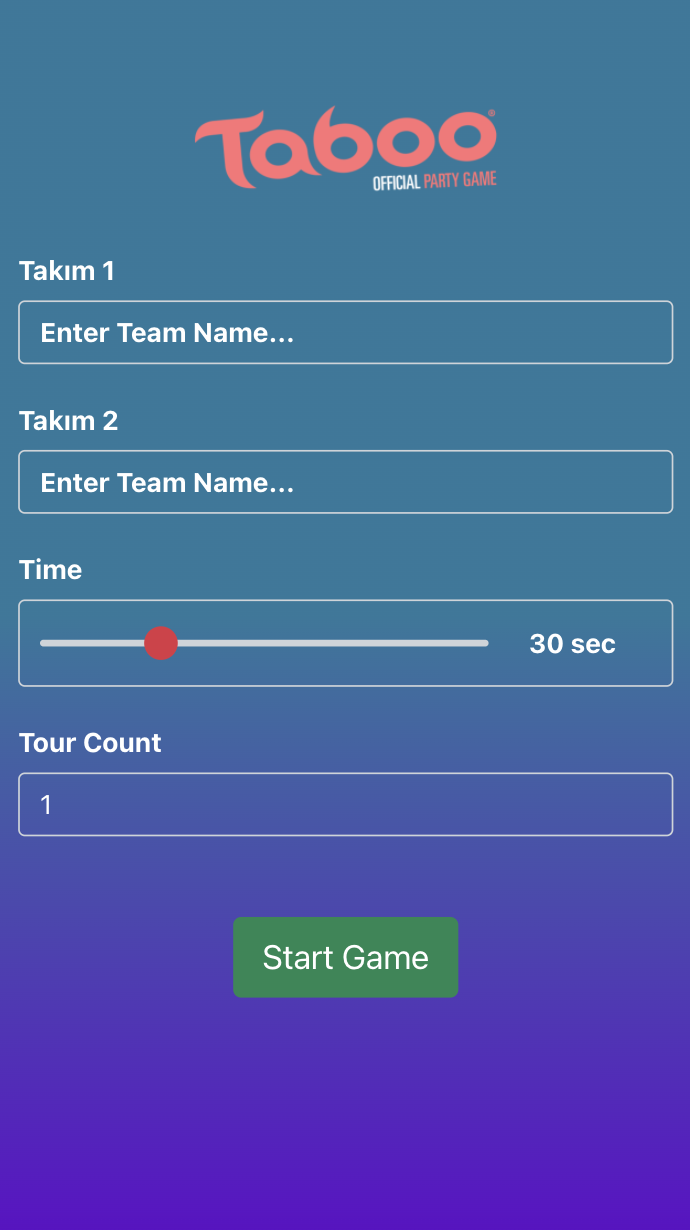 Taboo®
OFFICIAL PARTY GAME
Takım 1
Enter Team Name...
Takım 2
Enter Team Name...
Time
30 sec
Tour Count
1
Start Game